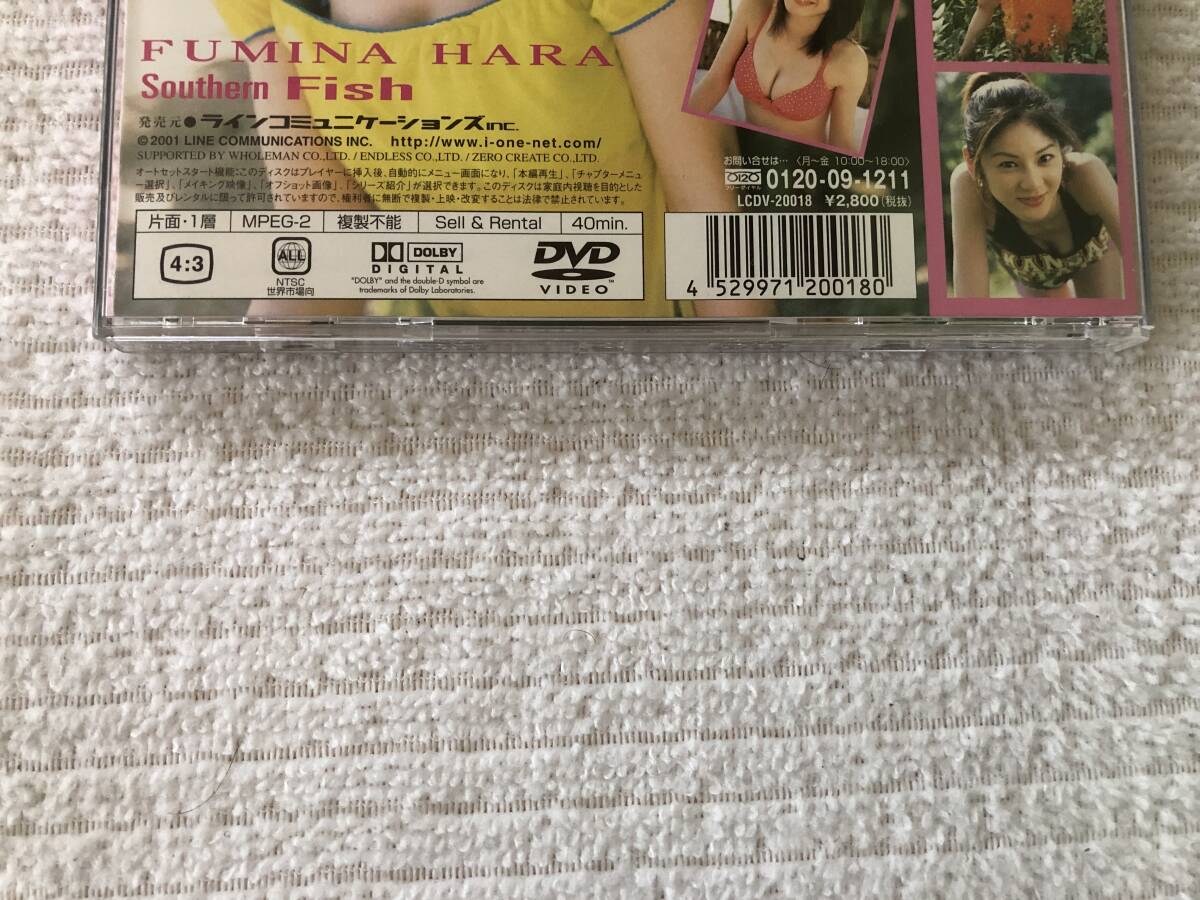 FUMINA HARA
Southern Fish
発売元●ラインコミュニケーションズinc.
©2001 LINE COMMUNICATIONS INC. http://www.i-one-net.com/
SUPPORTED BY WHOLEMAN CO.,LTD. / ENDLESS CO.,LTD. / ZERO CREATE CO.,LTD.
オートセットスタート機能:このディスクはプレイヤーに挿入後、自動的にメニュー画面になり、「本編再生」、「チャプターメニュ
ー選択」、「メイキング映像」、「オフショット画像」、「シリーズ紹介」が選択できます。このディスクは家庭内視聴を目的とした
販売及びレンタルに限って許可されていますので、権利者に無断で複製・上映・改変することは法律で禁止されています。
片面・1層 MPEG-2 複製不能 Sell & Rental 40min.
4:3
ALL
NTSC
世界市場向
DOLBY
DIGITAL
"DOLBY" and the double-D symbol are
trademarks of Dolby Laboratories.
DVD
VIDEO™
お問い合せは… 〈月〜金 10:00〜18:00〉
フリーダイヤル 0120-09-1211
LCDV-20018 ¥2,800(税抜)
4 529971 200180
KANSAS